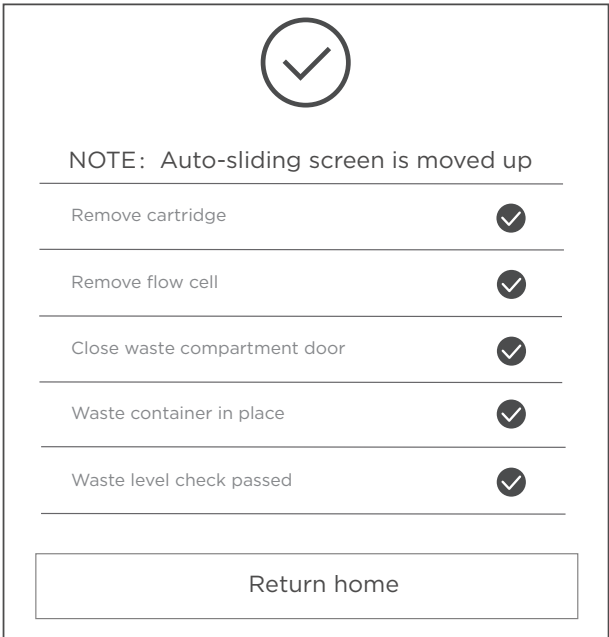 NOTE: Auto-sliding screen is moved up
Remove cartridge
Remove flow cell
Close waste compartment door
Waste container in place
Waste level check passed
Return home